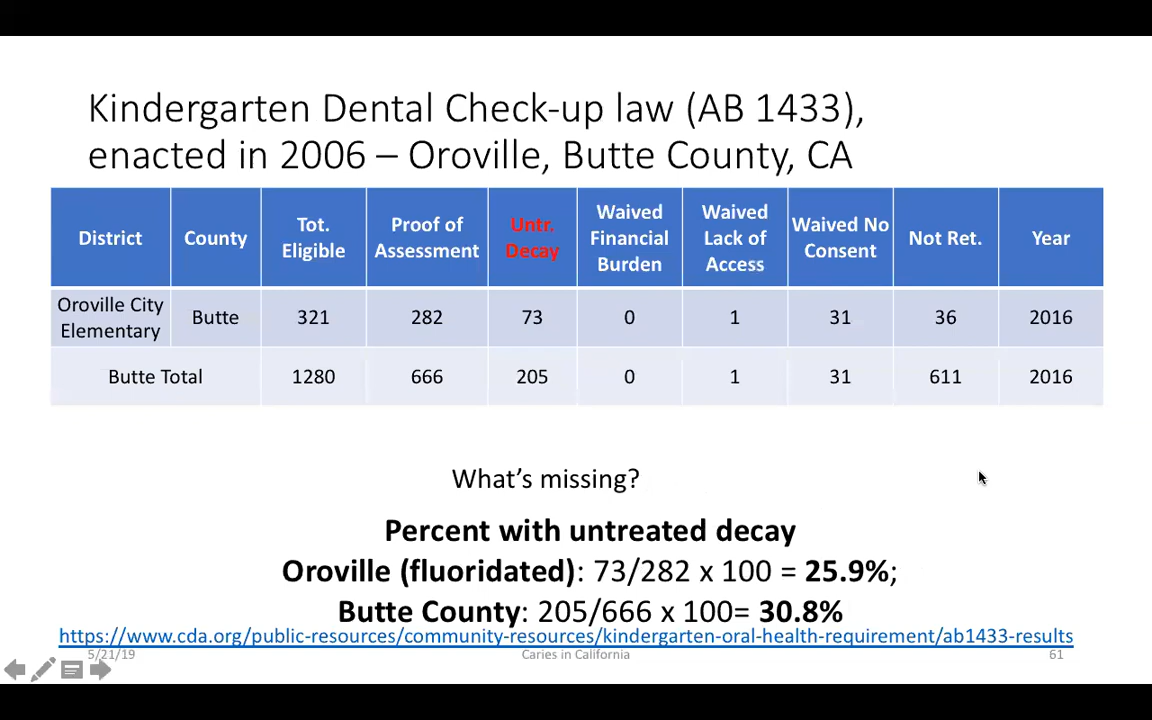 Kindergarten Dental Check-up law (AB 1433),
enacted in 2006 – Oroville, Butte County, CA
District County Tot. Eligible Proof of Assessment Untr. Decay Waived Financial Burden Waived Lack of Access Waived No Consent Not Ret. Year
Oroville City Elementary Butte 321 282 73 0 1 31 36 2016
Butte Total 1280 666 205 0 1 31 611 2016
What’s missing?
Percent with untreated decay
Oroville (fluoridated): 73/282 x 100 = 25.9%;
Butte County: 205/666 x 100= 30.8%
https://www.cda.org/public-resources/community-resources/kindergarten-oral-health-requirement/ab1433-results
5/21/19 Caries in California 61